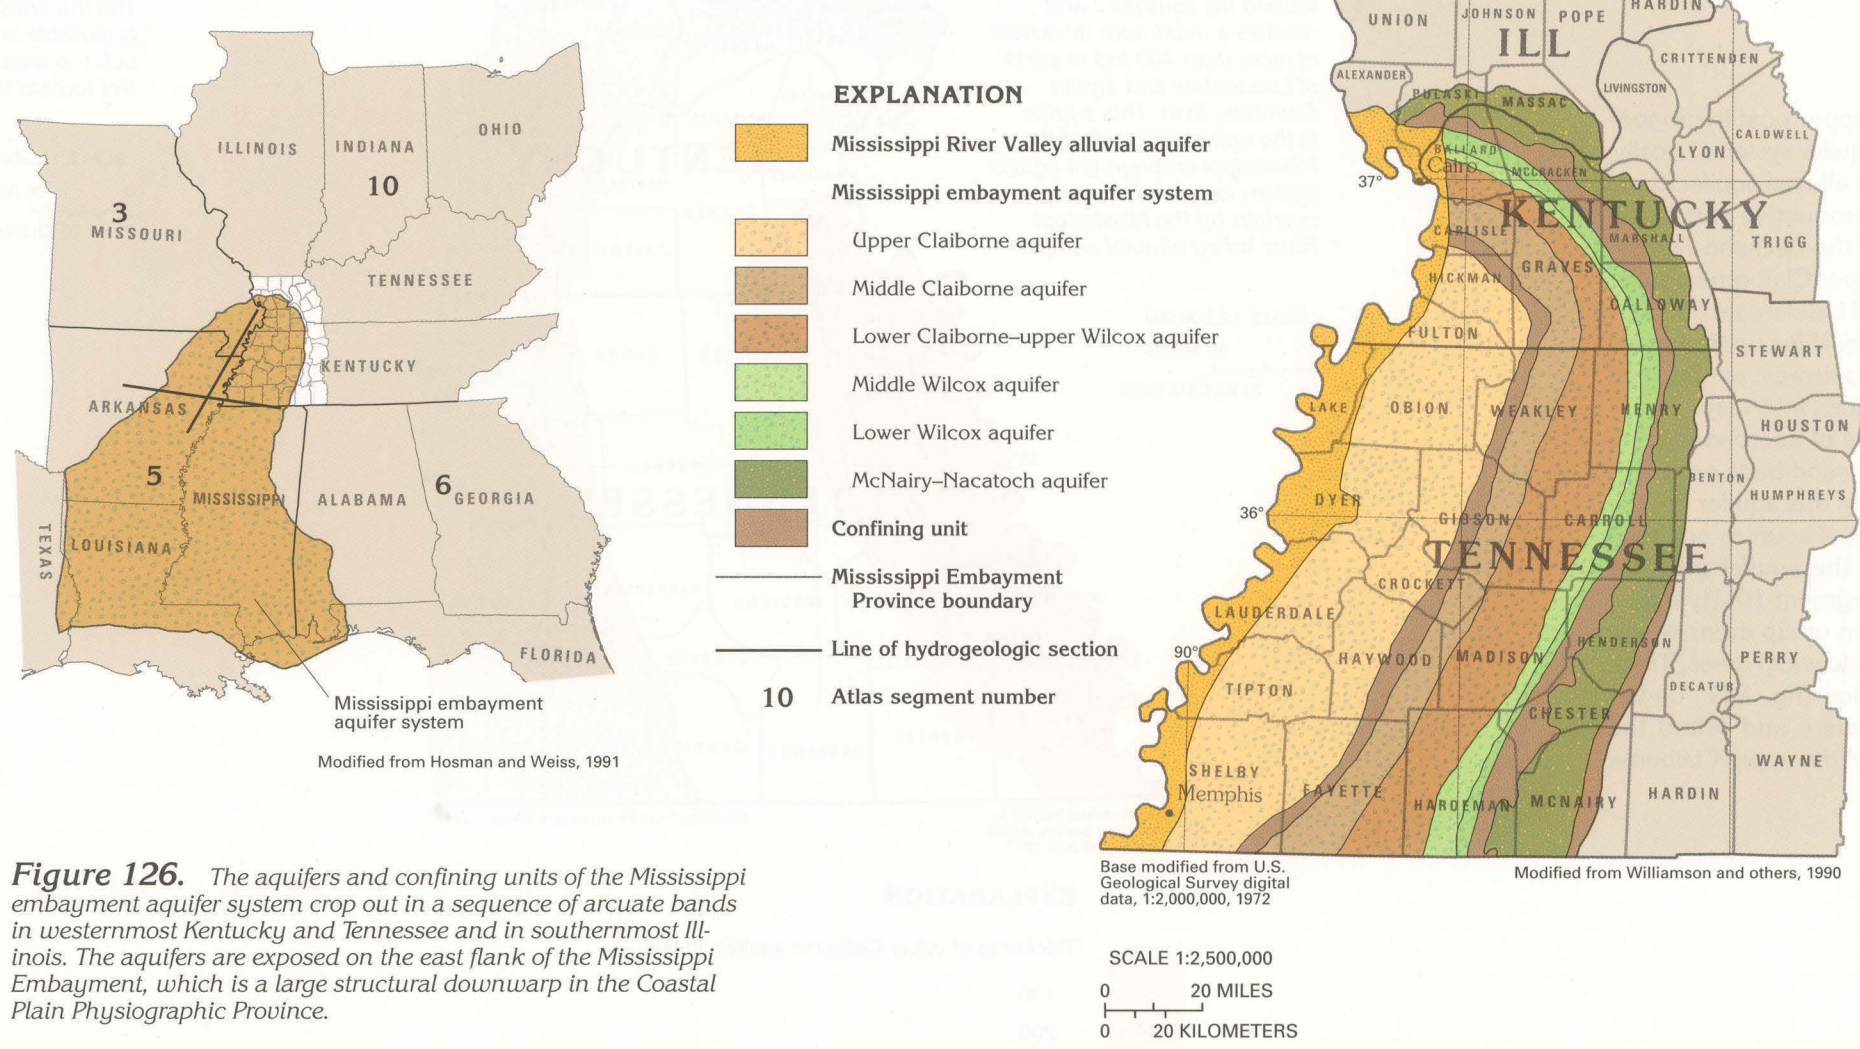 ILLINOIS
INDIANA
OHIO
10
3
MISSOURI
TENNESSEE
KENTUCKY
ARKANSAS
5
MISSISSIPPI
ALABAMA
6
GEORGIA
TEXAS
LOUISIANA
FLORIDA
Mississippi embayment
aquifer system
Modified from Hosman and Weiss, 1991
EXPLANATION
Mississippi River Valley alluvial aquifer
Mississippi embayment aquifer system
Upper Claiborne aquifer
Middle Claiborne aquifer
Lower Claiborne–upper Wilcox aquifer
Middle Wilcox aquifer
Lower Wilcox aquifer
McNairy–Nacatoch aquifer
Confining unit
Mississippi Embayment
Province boundary
Line of hydrogeologic section
10 Atlas segment number
HARDIN
UNION
JOHNSON
POPE
ILL
CRITTENDEN
ALEXANDER
LIVINGSTON
PULASKI
MASSAC
CALDWELL
BALLARD
LYON
Cairo
MCCRACKEN
37°
KENTUCKY
CARLISLE
MARSHALL
TRIGG
HICKMAN
GRAVES
CALLOWAY
FULTON
STEWART
LAKE
OBION
WEAKLEY
HENRY
HOUSTON
BENTON
HUMPHREYS
DYER
36°
GIBSON
CARROLL
TENNESSEE
CROCKETT
LAUDERDALE
HENDERSON
90°
HAYWOOD
MADISON
PERRY
TIPTON
DECATUR
CHESTER
WAYNE
SHELBY
Memphis
FAYETTE
HARDEMAN
MCNAIRY
HARDIN
Base modified from U.S.
Geological Survey digital
data, 1:2,000,000, 1972
Modified from Williamson and others, 1990
SCALE 1:2,500,000
0 20 MILES
0 20 KILOMETERS
Figure 126. The aquifers and confining units of the Mississippi
embayment aquifer system crop out in a sequence of arcuate bands
in westernmost Kentucky and Tennessee and in southernmost Ill-
inois. The aquifers are exposed on the east flank of the Mississippi
Embayment, which is a large structural downwarp in the Coastal
Plain Physiographic Province.